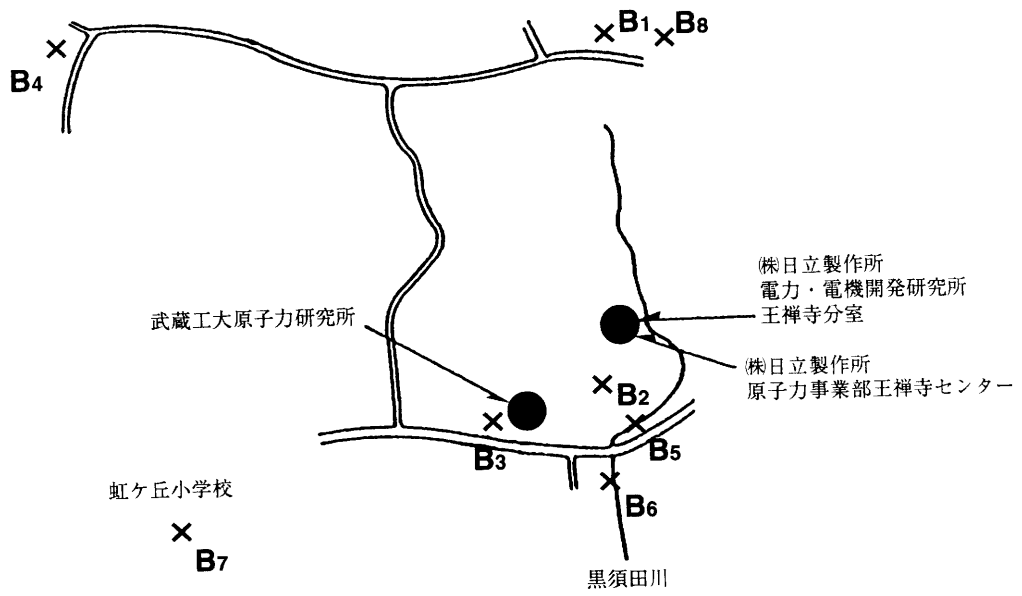 B1
B8
B4
㈱日立製作所
電力・電機開発研究所
王禅寺分室
武蔵工大原子力研究所
㈱日立製作所
原子力事業部王禅寺センター
B2
B5
B3
虹ケ丘小学校
B6
B7
黒須田川